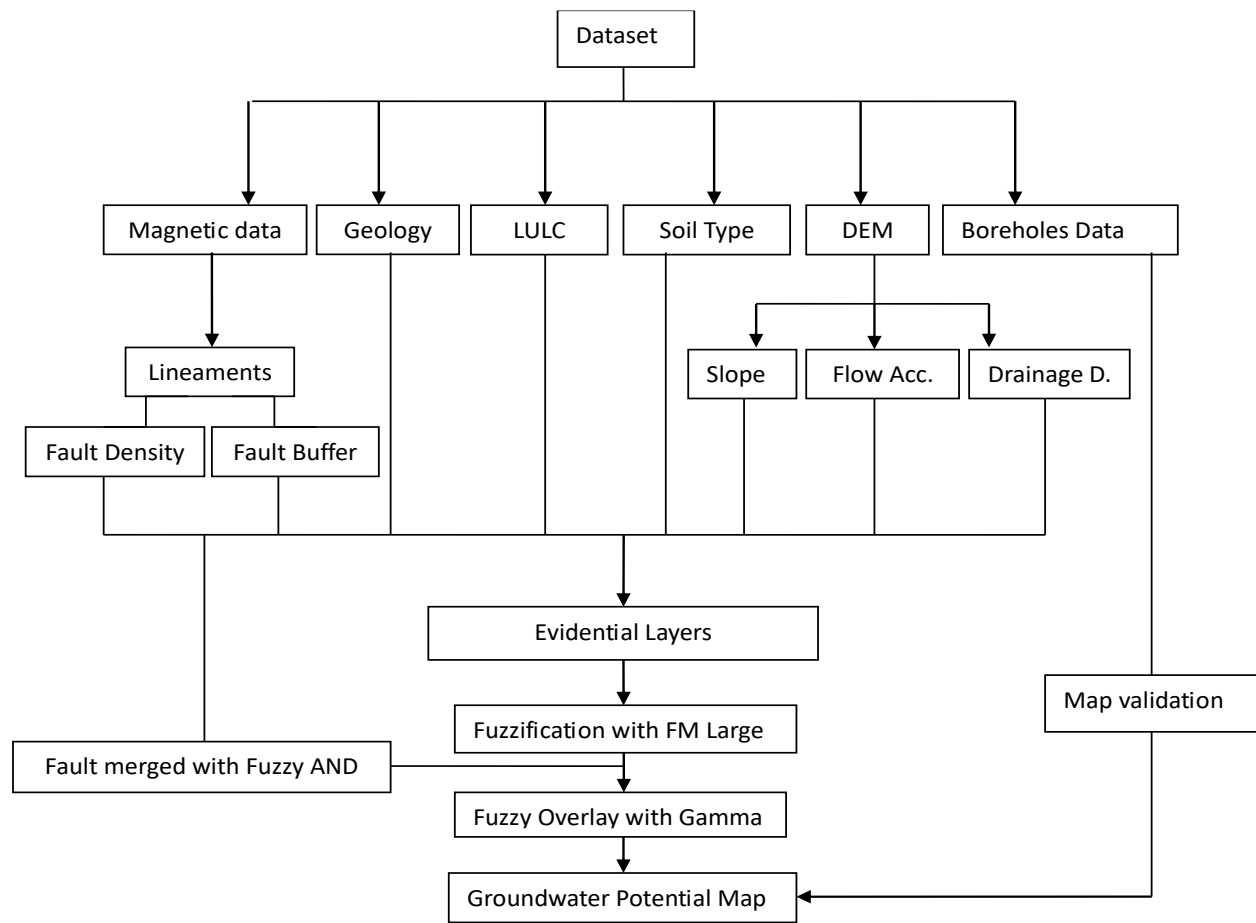 Dataset
Magnetic data
Geology
LULC
Soil Type
DEM
Boreholes Data
Lineaments
Slope
Flow Acc.
Drainage D.
Fault Density
Fault Buffer
Evidential Layers
Map validation
Fuzzification with FM Large
Fault merged with Fuzzy AND
Fuzzy Overlay with Gamma
Groundwater Potential Map